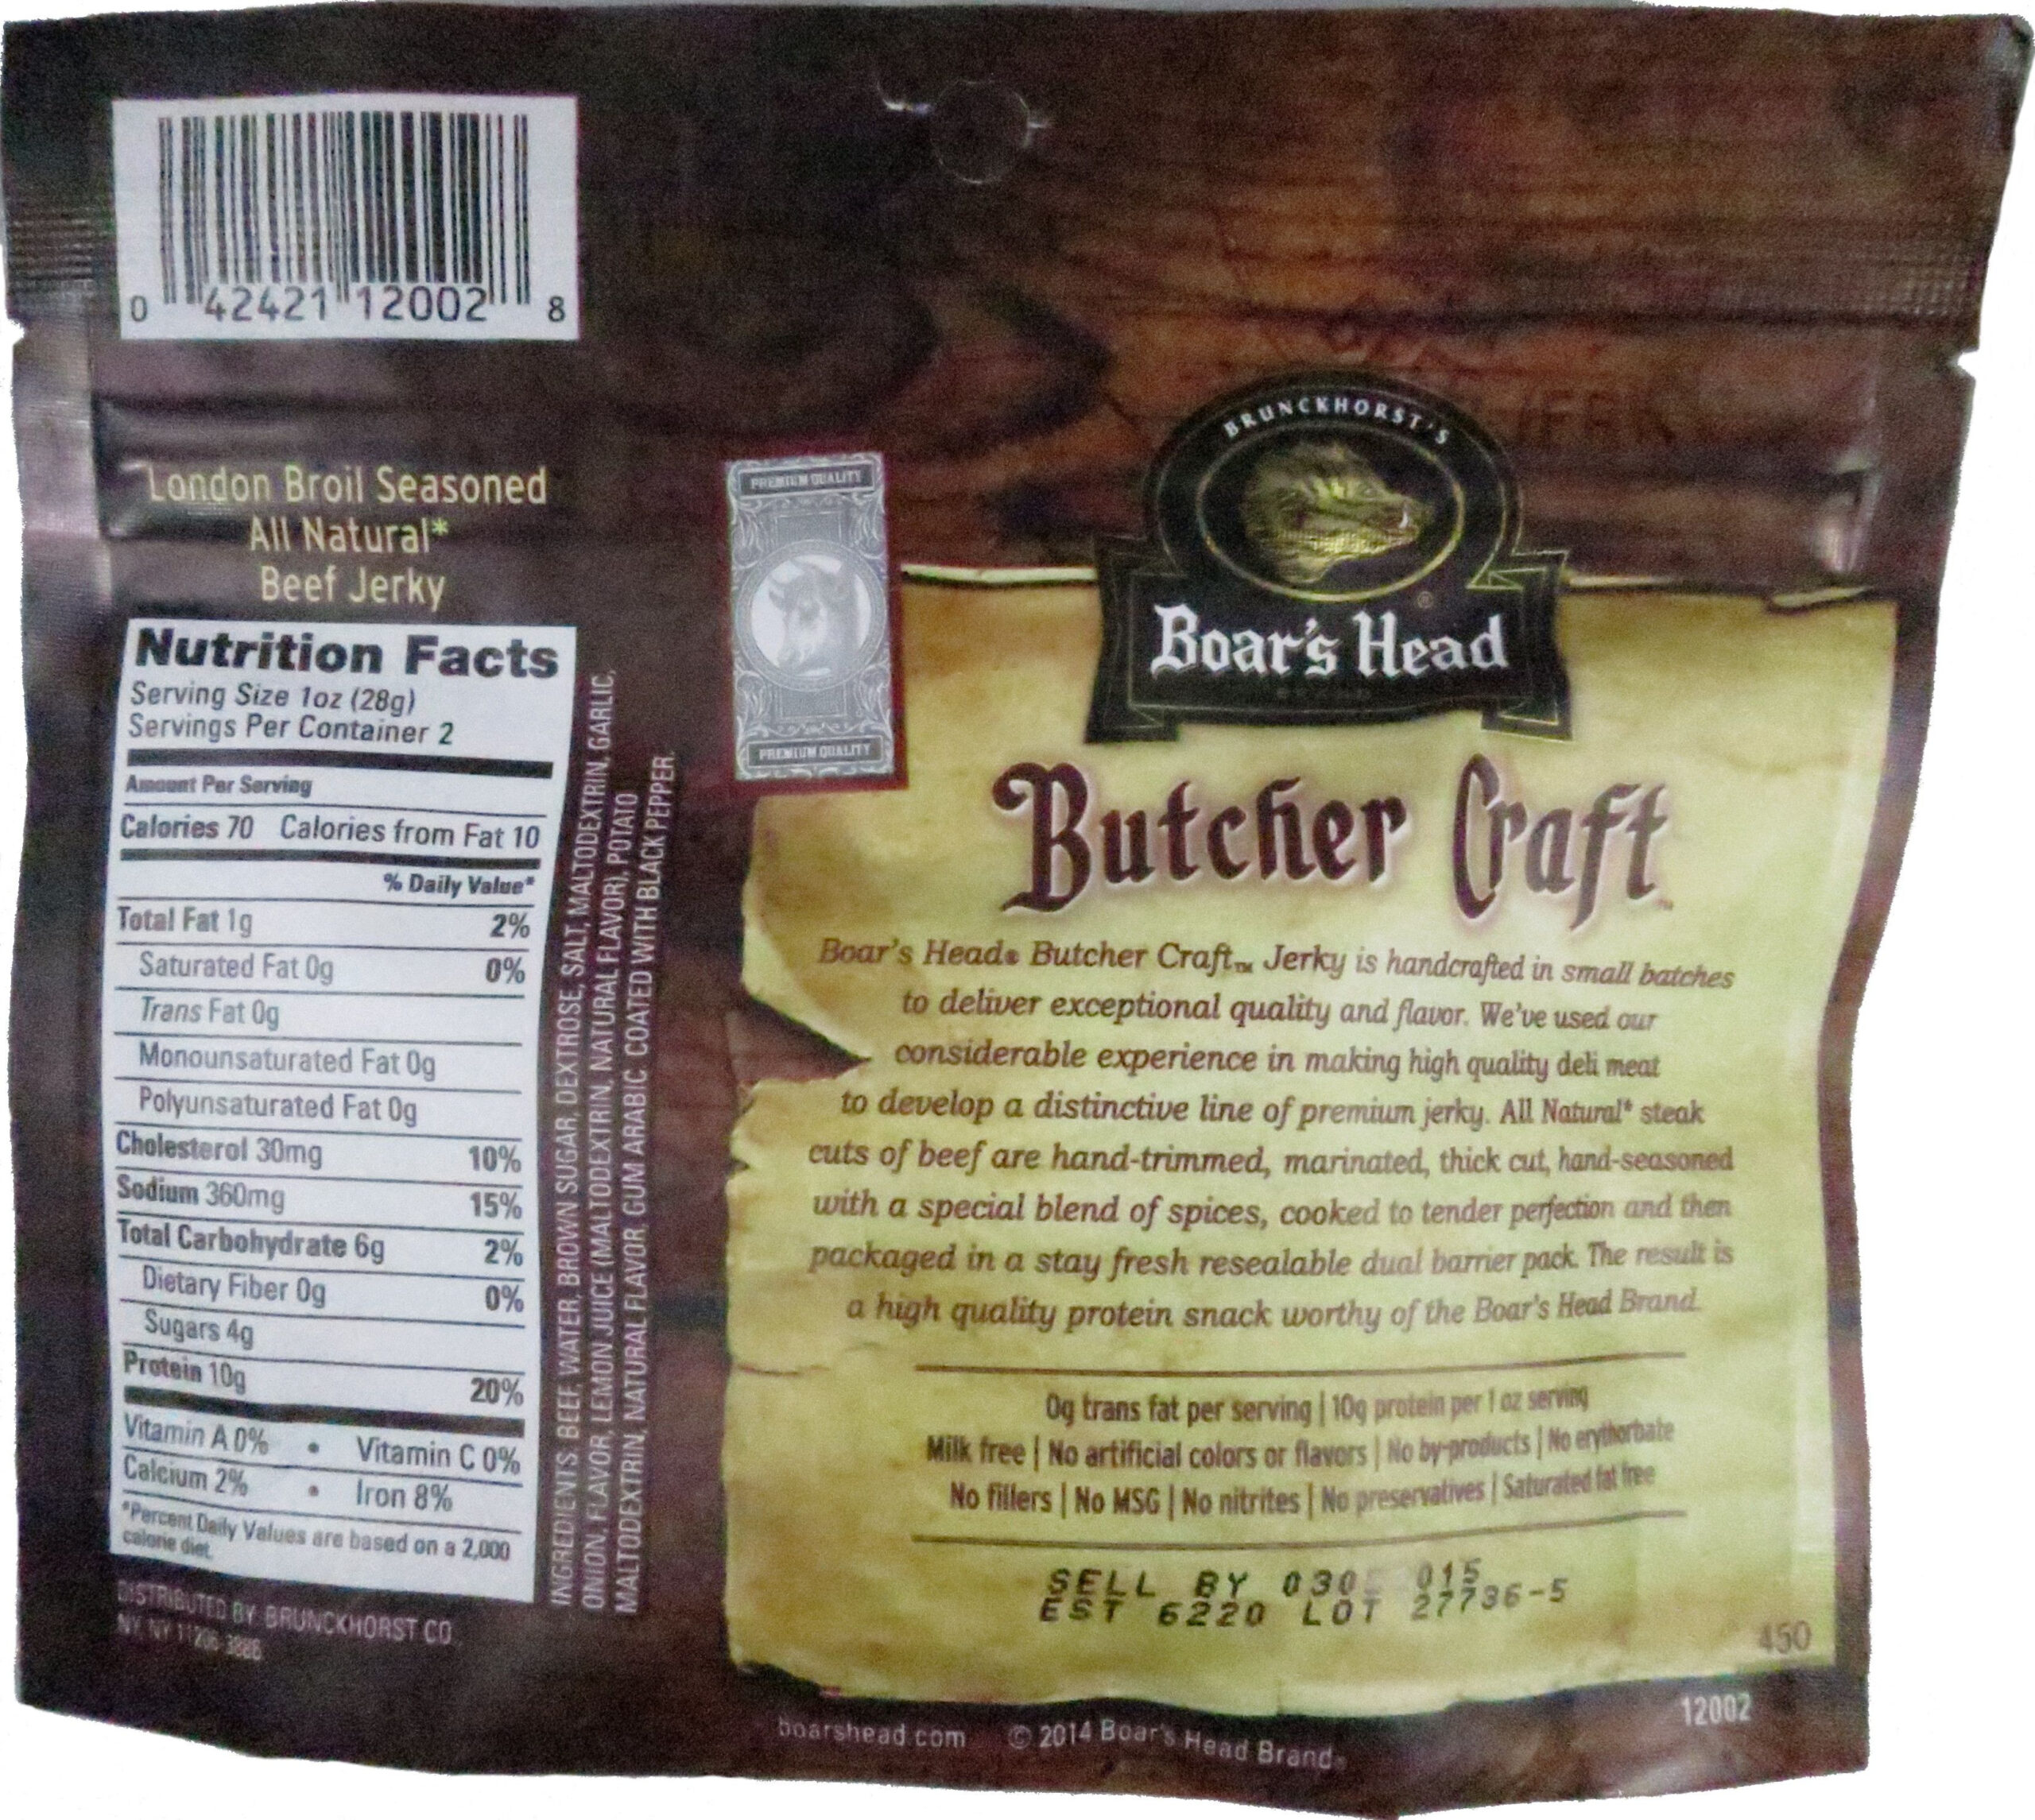 0 42421 12002 8
London Broil Seasoned
All Natural*
Beef Jerky
Nutrition Facts
Serving Size 1oz (28g)
Servings Per Container 2
Amount Per Serving
Calories 70 Calories from Fat 10
% Daily Value*
Total Fat 1g 2%
Saturated Fat 0g 0%
Trans Fat 0g
Monounsaturated Fat 0g
Polyunsaturated Fat 0g
Cholesterol 30mg 10%
Sodium 360mg 15%
Total Carbohydrate 6g 2%
Dietary Fiber 0g 0%
Sugars 4g
Protein 10g 20%
Vitamin A 0% • Vitamin C 0%
Calcium 2% • Iron 8%
*Percent Daily Values are based on a 2,000
calorie diet.
DISTRIBUTED BY BRUNCKHORST CO.
NY, NY
INGREDIENTS: BEEF, WATER, BROWN SUGAR, DEXTROSE, SALT, MALTODEXTRIN, GARLIC,
ONION, FLAVOR, LEMON JUICE (MALTODEXTRIN, NATURAL FLAVOR), POTATO
MALTODEXTRIN, NATURAL FLAVOR, GUM ARABIC. COATED WITH BLACK PEPPER.
PREMIUM QUALITY
PREMIUM QUALITY
BRUNCKHORST'S
Boar's Head®
Butcher Craft™
Boar's Head® Butcher Craft™ Jerky is handcrafted in small batches
to deliver exceptional quality and flavor. We've used our
considerable experience in making high quality deli meat
to develop a distinctive line of premium jerky. All Natural* steak
cuts of beef are hand-trimmed, marinated, thick cut, hand-seasoned
with a special blend of spices, cooked to tender perfection and then
packaged in a stay fresh resealable dual barrier pack. The result is
a high quality protein snack worthy of the Boar's Head Brand.
0g trans fat per serving | 10g protein per 1 oz serving
Milk free | No artificial colors or flavors | No by-products | No erythorbate
No fillers | No MSG | No nitrites | No preservatives | Saturated fat free
SELL BY 030 015
EST 6220 LOT 27736-5
450
12002
boarshead.com © 2014 Boar's Head Brand®